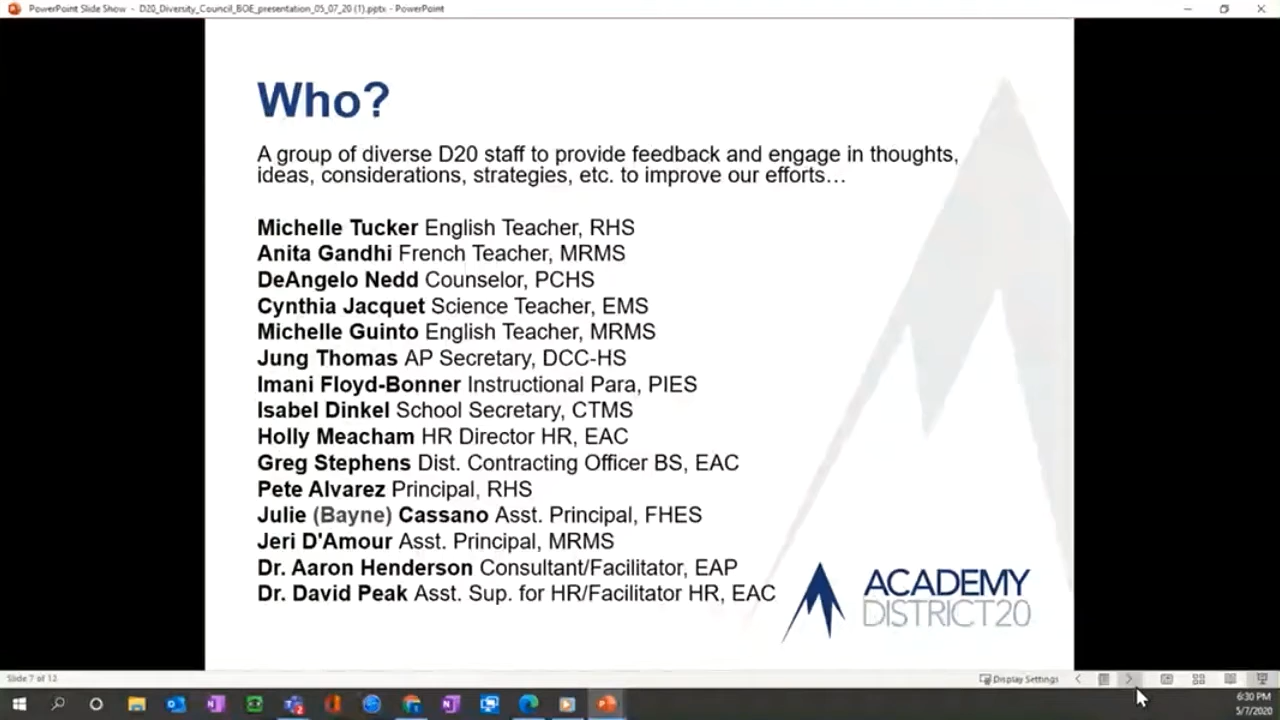 PowerPoint Slide Show - D20_Diversity_Council_BOE_presentation_05_07_20 (1).pptx - PowerPoint
Who?
A group of diverse D20 staff to provide feedback and engage in thoughts,
ideas, considerations, strategies, etc. to improve our efforts…
Michelle Tucker English Teacher, RHS
Anita Gandhi French Teacher, MRMS
DeAngelo Nedd Counselor, PCHS
Cynthia Jacquet Science Teacher, EMS
Michelle Guinto English Teacher, MRMS
Jung Thomas AP Secretary, DCC-HS
Imani Floyd-Bonner Instructional Para, PIES
Isabel Dinkel School Secretary, CTMS
Holly Meacham HR Director HR, EAC
Greg Stephens Dist. Contracting Officer BS, EAC
Pete Alvarez Principal, RHS
Julie (Bayne) Cassano Asst. Principal, FHES
Jeri D'Amour Asst. Principal, MRMS
Dr. Aaron Henderson Consultant/Facilitator, EAP
Dr. David Peak Asst. Sup. for HR/Facilitator HR, EAC
ACADEMY
DISTRICT20
Slide 7 of 12
Display Settings
6:30 PM
5/7/2020